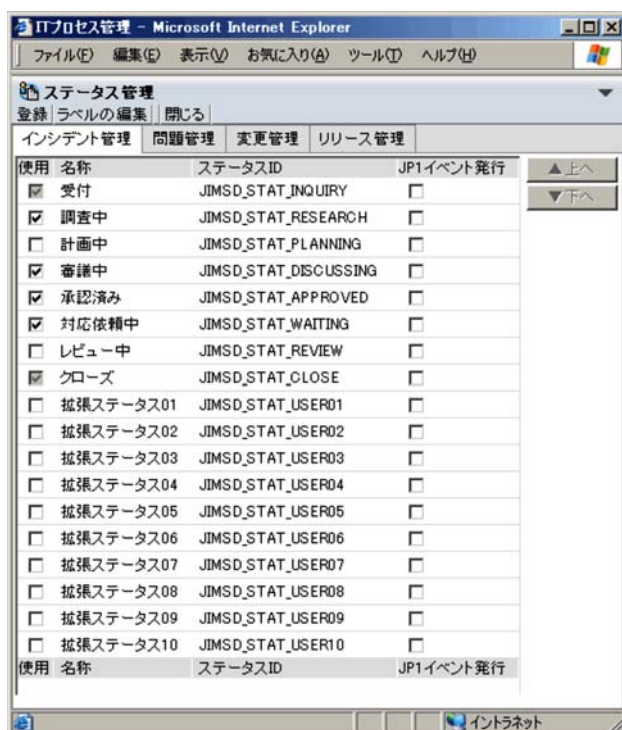 ITプロセス管理 - Microsoft Internet Explorer
ファイル(F) 編集(E) 表示(V) お気に入り(A) ツール(T) ヘルプ(H)
ステータス管理
登録 ラベルの編集 閉じる
インシデント管理 問題管理 変更管理 リリース管理
使用 名称 ステータスID JP1イベント発行 ▲上へ
受付 JIMSD_STAT_INQUIRY ▼下へ
調査中 JIMSD_STAT_RESEARCH
計画中 JIMSD_STAT_PLANNING
審議中 JIMSD_STAT_DISCUSSING
承認済み JIMSD_STAT_APPROVED
対応依頼中 JIMSD_STAT_WAITING
レビュー中 JIMSD_STAT_REVIEW
クローズ JIMSD_STAT_CLOSE
拡張ステータス01 JIMSD_STAT_USER01
拡張ステータス02 JIMSD_STAT_USER02
拡張ステータス03 JIMSD_STAT_USER03
拡張ステータス04 JIMSD_STAT_USER04
拡張ステータス05 JIMSD_STAT_USER05
拡張ステータス06 JIMSD_STAT_USER06
拡張ステータス07 JIMSD_STAT_USER07
拡張ステータス08 JIMSD_STAT_USER08
拡張ステータス09 JIMSD_STAT_USER09
拡張ステータス10 JIMSD_STAT_USER10
使用 名称 ステータスID JP1イベント発行
イントラネット